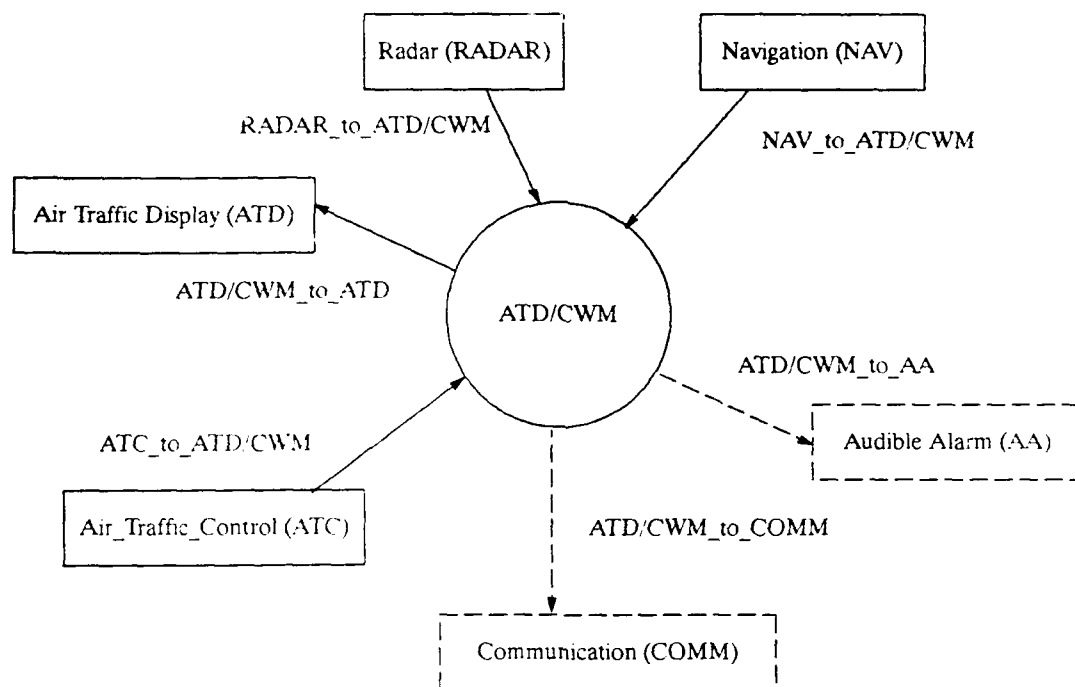 Radar (RADAR)
Navigation (NAV)
RADAR_to_ATD/CWM
NAV_to_ATD/CWM
Air Traffic Display (ATD)
ATD/CWM_to_ATD
ATD/CWM
ATD/CWM_to_AA
Audible Alarm (AA)
ATC_to_ATD/CWM
Air_Traffic_Control (ATC)
ATD/CWM_to_COMM
Communication (COMM)